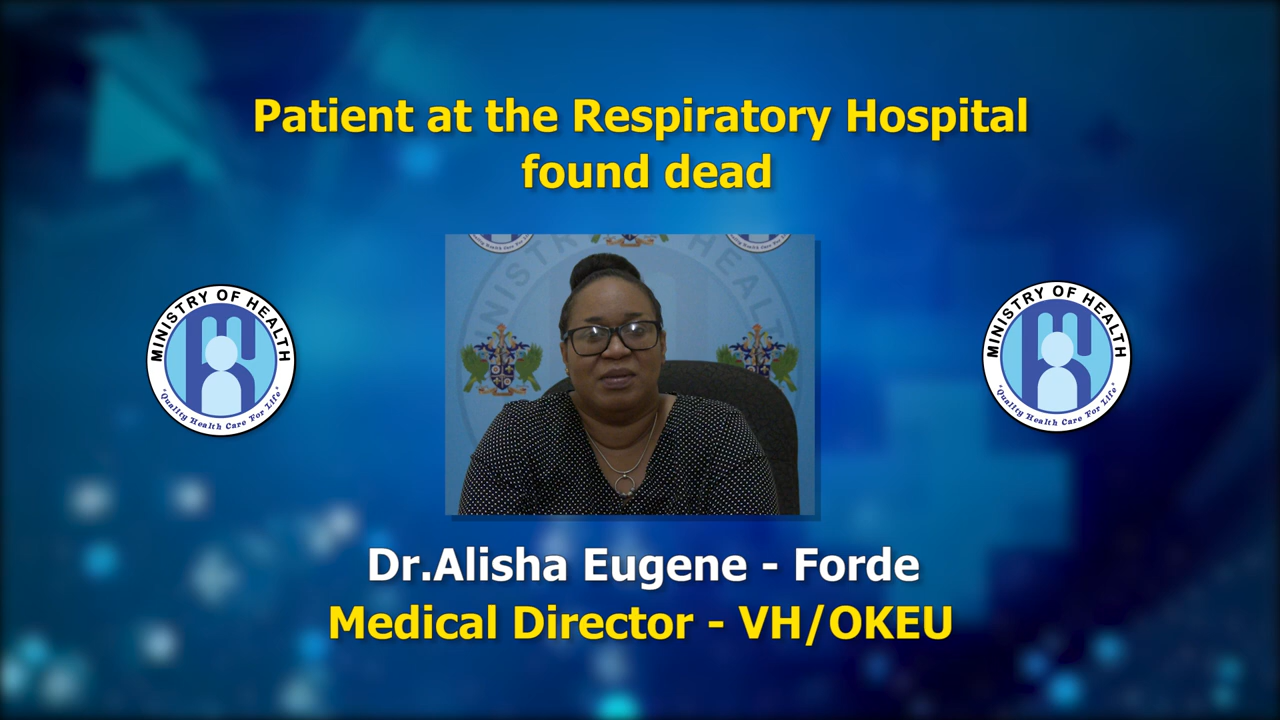 Patient at the Respiratory Hospital
found dead
MINISTRY OF HEALTH
"Quality Health Care For Life"
MINISTRY OF HEALTH
"Quality Health Care For Life"
Dr.Alisha Eugene - Forde
Medical Director - VH/OKEU